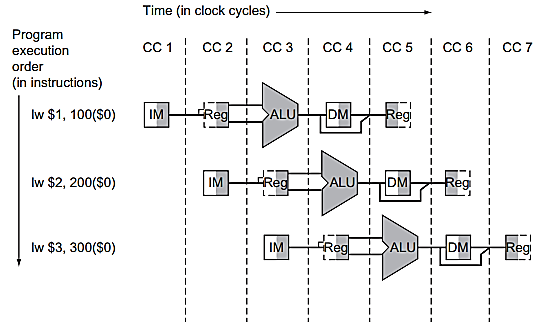 Time (in clock cycles)
Program
execution
order
(in instructions)
CC 1 CC 2 CC 3 CC 4 CC 5 CC 6 CC 7
lw $1, 100($0) IM Reg ALU DM Reg
lw $2, 200($0) IM Reg ALU DM Reg
lw $3, 300($0) IM Reg ALU DM Reg